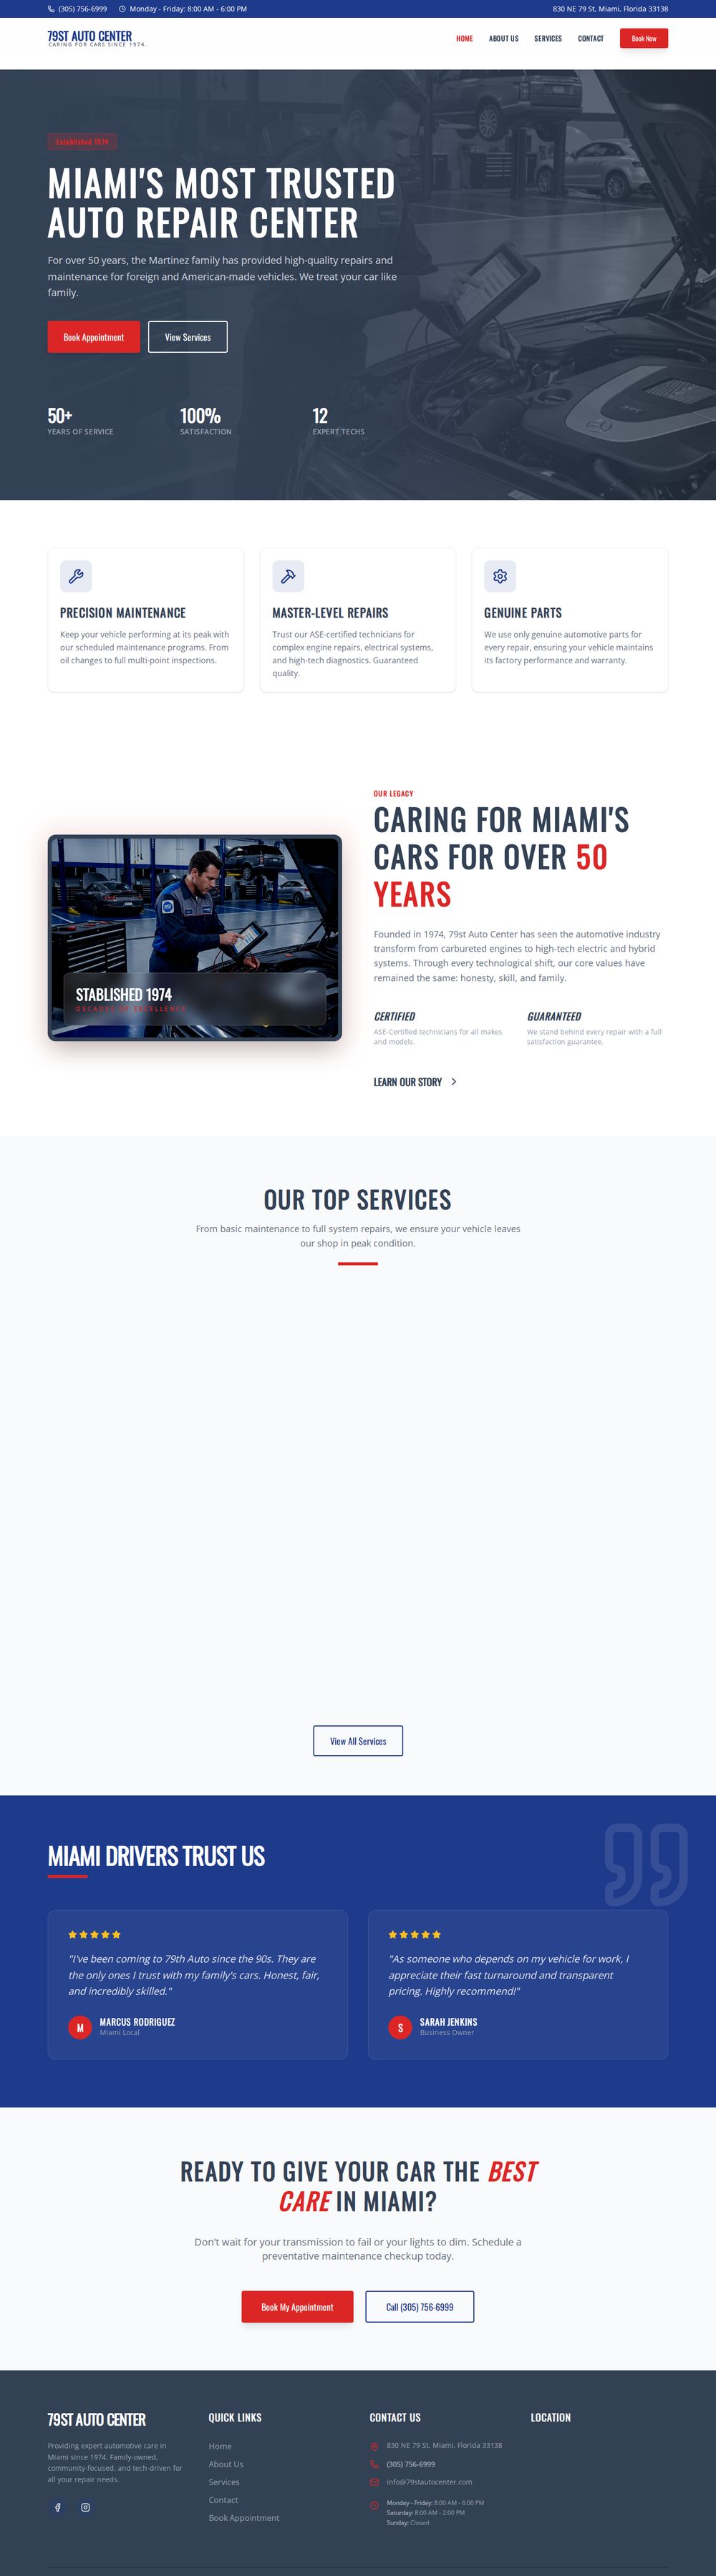 (305) 756-6999 Monday - Friday: 8:00 AM - 6:00 PM 830 NE 79 St, Miami, Florida 33138
79ST AUTO CENTER
CARING FOR CARS SINCE 1974.
HOME ABOUT US SERVICES CONTACT Book Now
Established 1974
MIAMI'S MOST TRUSTED
AUTO REPAIR CENTER
For over 50 years, the Martinez family has provided high-quality repairs and
maintenance for foreign and American-made vehicles. We treat your car like
family.
Book Appointment View Services
50+ 100% 12
YEARS OF SERVICE SATISFACTION EXPERT TECHS
PRECISION MAINTENANCE
Keep your vehicle performing at its peak with
our scheduled maintenance programs. From
oil changes to full multi-point inspections.
MASTER-LEVEL REPAIRS
Trust our ASE-certified technicians for
complex engine repairs, electrical systems,
and high-tech diagnostics. Guaranteed
quality.
GENUINE PARTS
We use only genuine automotive parts for
every repair, ensuring your vehicle maintains
its factory performance and warranty.
STABLISHED 1974
DECADES OF EXCELLENCE
OUR LEGACY
CARING FOR MIAMI'S
CARS FOR OVER 50
YEARS
Founded in 1974, 79st Auto Center has seen the automotive industry
transform from carbureted engines to high-tech electric and hybrid
systems. Through every technological shift, our core values have
remained the same: honesty, skill, and family.
CERTIFIED
ASE-Certified technicians for all makes
and models.
GUARANTEED
We stand behind every repair with a full
satisfaction guarantee.
LEARN OUR STORY
OUR TOP SERVICES
From basic maintenance to full system repairs, we ensure your vehicle leaves
our shop in peak condition.
View All Services
MIAMI DRIVERS TRUST US
"I've been coming to 79th Auto since the 90s. They are
the only ones I trust with my family's cars. Honest, fair,
and incredibly skilled."
M
MARCUS RODRIGUEZ
Miami Local
"As someone who depends on my vehicle for work, I
appreciate their fast turnaround and transparent
pricing. Highly recommend!"
S
SARAH JENKINS
Business Owner
READY TO GIVE YOUR CAR THE BEST
CARE IN MIAMI?
Don't wait for your transmission to fail or your lights to dim. Schedule a
preventative maintenance checkup today.
Book My Appointment Call (305) 756-6999
79ST AUTO CENTER
Providing expert automotive care in
Miami since 1974. Family-owned,
community-focused, and tech-driven for
all your repair needs.
QUICK LINKS
Home
About Us
Services
Contact
Book Appointment
CONTACT US
830 NE 79 St, Miami, Florida 33138
(305) 756-6999
info@79stautocenter.com
Monday - Friday: 8:00 AM - 6:00 PM
Saturday: 8:00 AM - 2:00 PM
Sunday: Closed
LOCATION